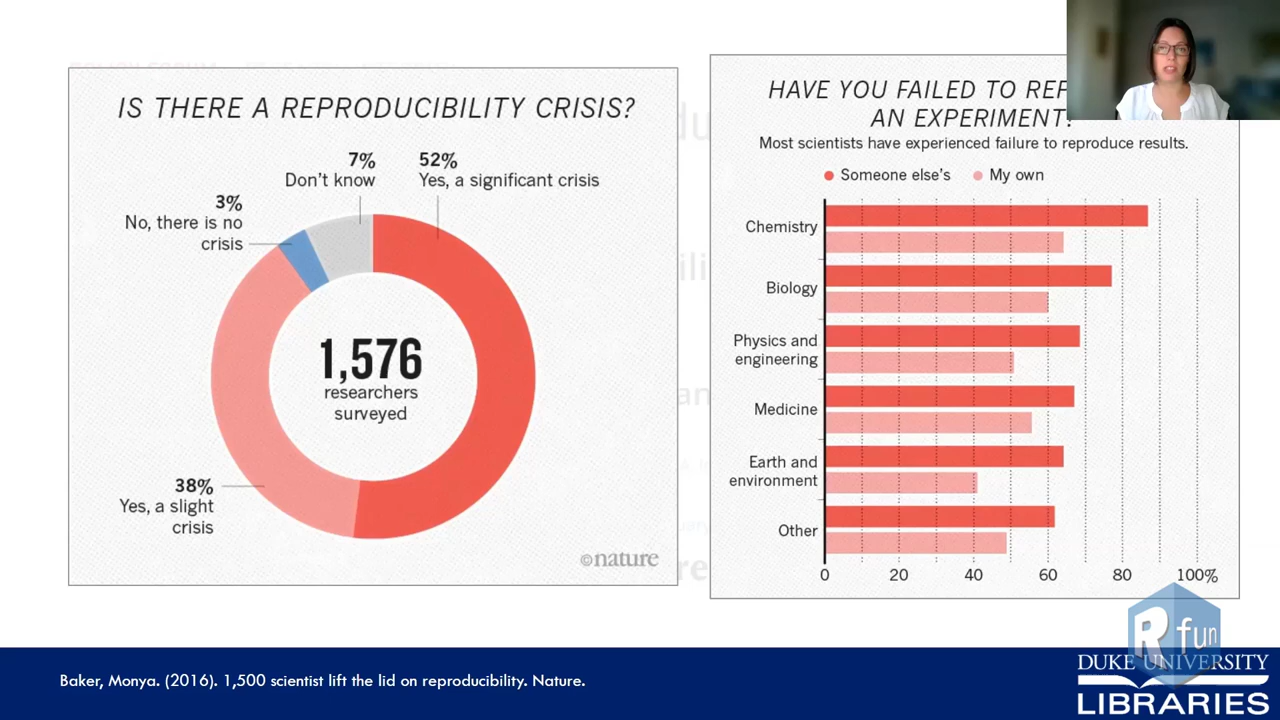 IS THERE A REPRODUCIBILITY CRISIS?
7%
Don't know
52%
Yes, a significant crisis
3%
No, there is no
crisis
1,576
researchers
surveyed
38%
Yes, a slight
crisis
©nature
HAVE YOU FAILED TO REP
AN EXPERIMENT?
Most scientists have experienced failure to reproduce results.
Someone else's
My own
Chemistry
Biology
Physics and
engineering
Medicine
Earth and
environment
Other
0 20 40 60 80 100%
R fun
Baker, Monya. (2016). 1,500 scientist lift the lid on reproducibility. Nature.
DUKE UNIVERSITY
LIBRARIES